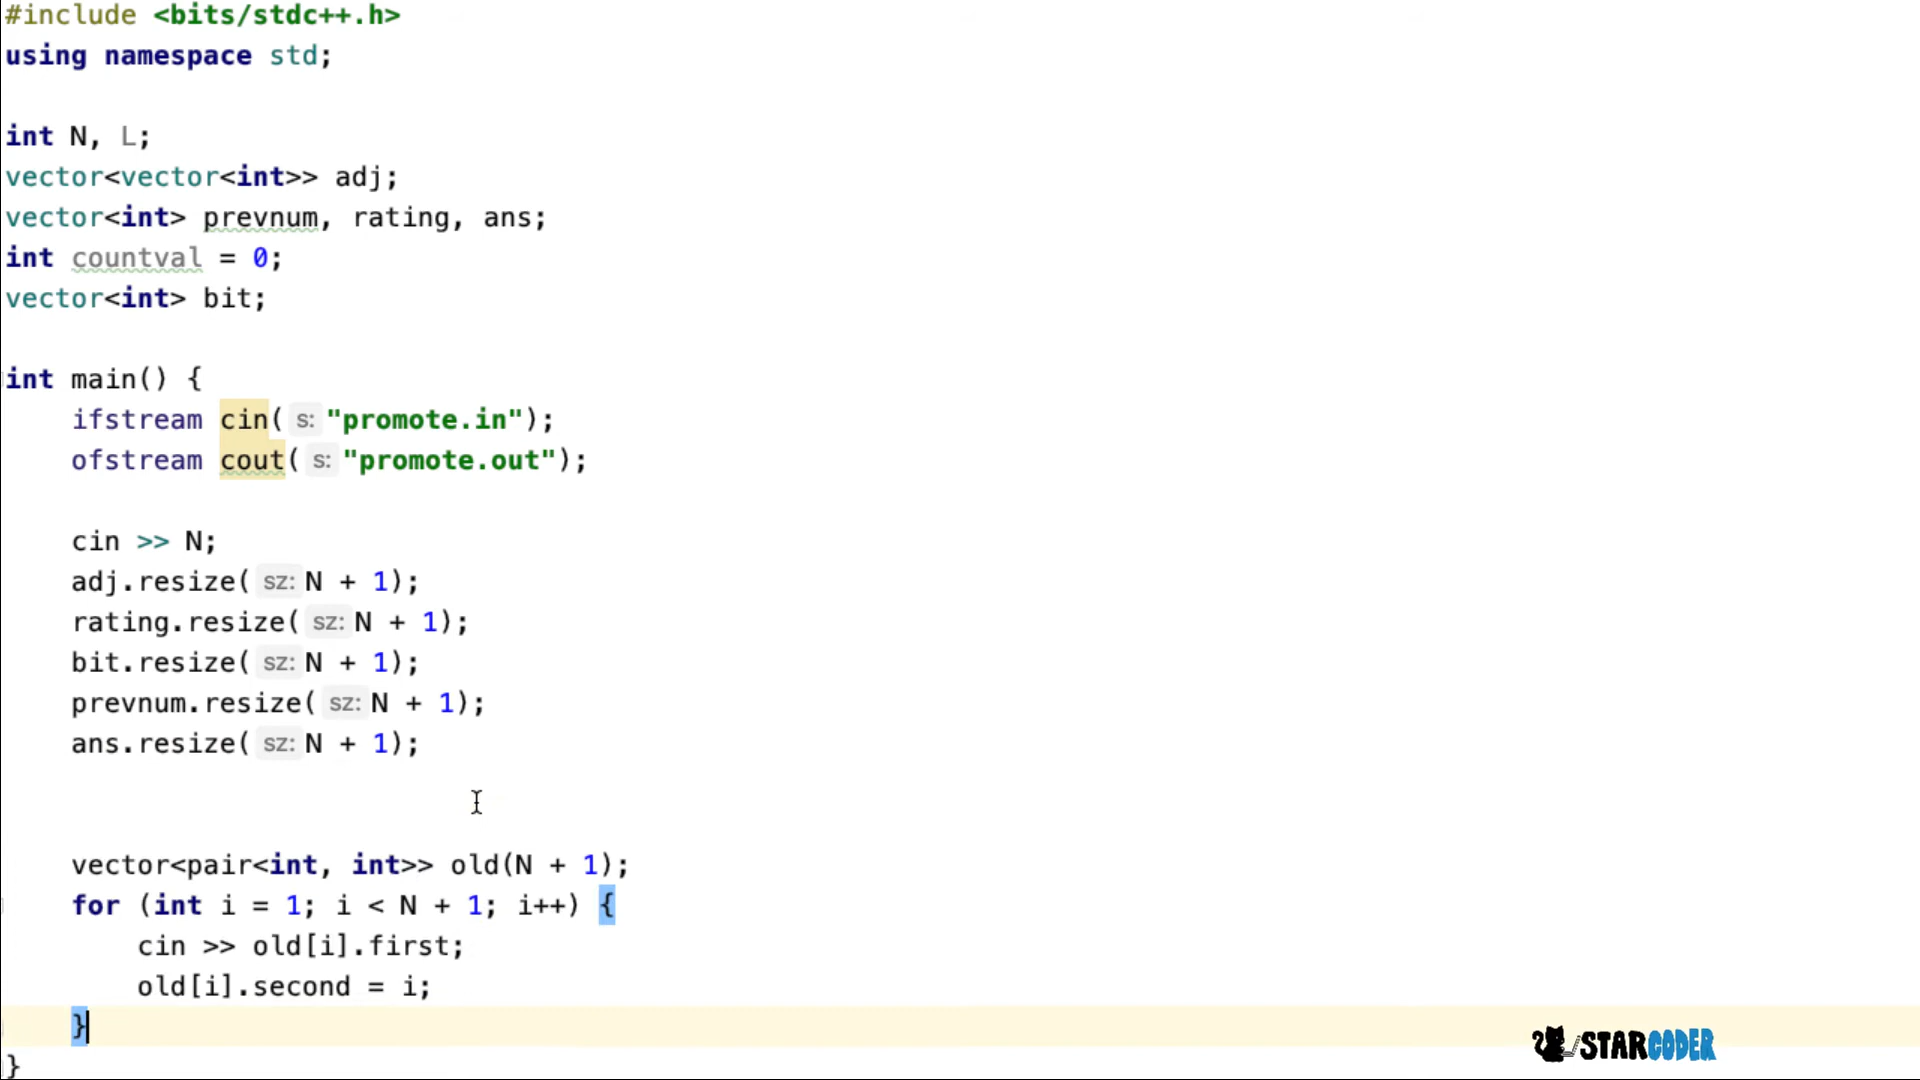 #include <bits/stdc++.h>
using namespace std;

int N, L;
vector<vector<int>> adj;
vector<int> prevnum, rating, ans;
int countval = 0;
vector<int> bit;

int main() {
    ifstream cin( s: "promote.in");
    ofstream cout( s: "promote.out");

    cin >> N;
    adj.resize( sz: N + 1);
    rating.resize( sz: N + 1);
    bit.resize( sz: N + 1);
    prevnum.resize( sz: N + 1);
    ans.resize( sz: N + 1);

    vector<pair<int, int>> old(N + 1);
    for (int i = 1; i < N + 1; i++) {
        cin >> old[i].first;
        old[i].second = i;
    }
}
STARCODER